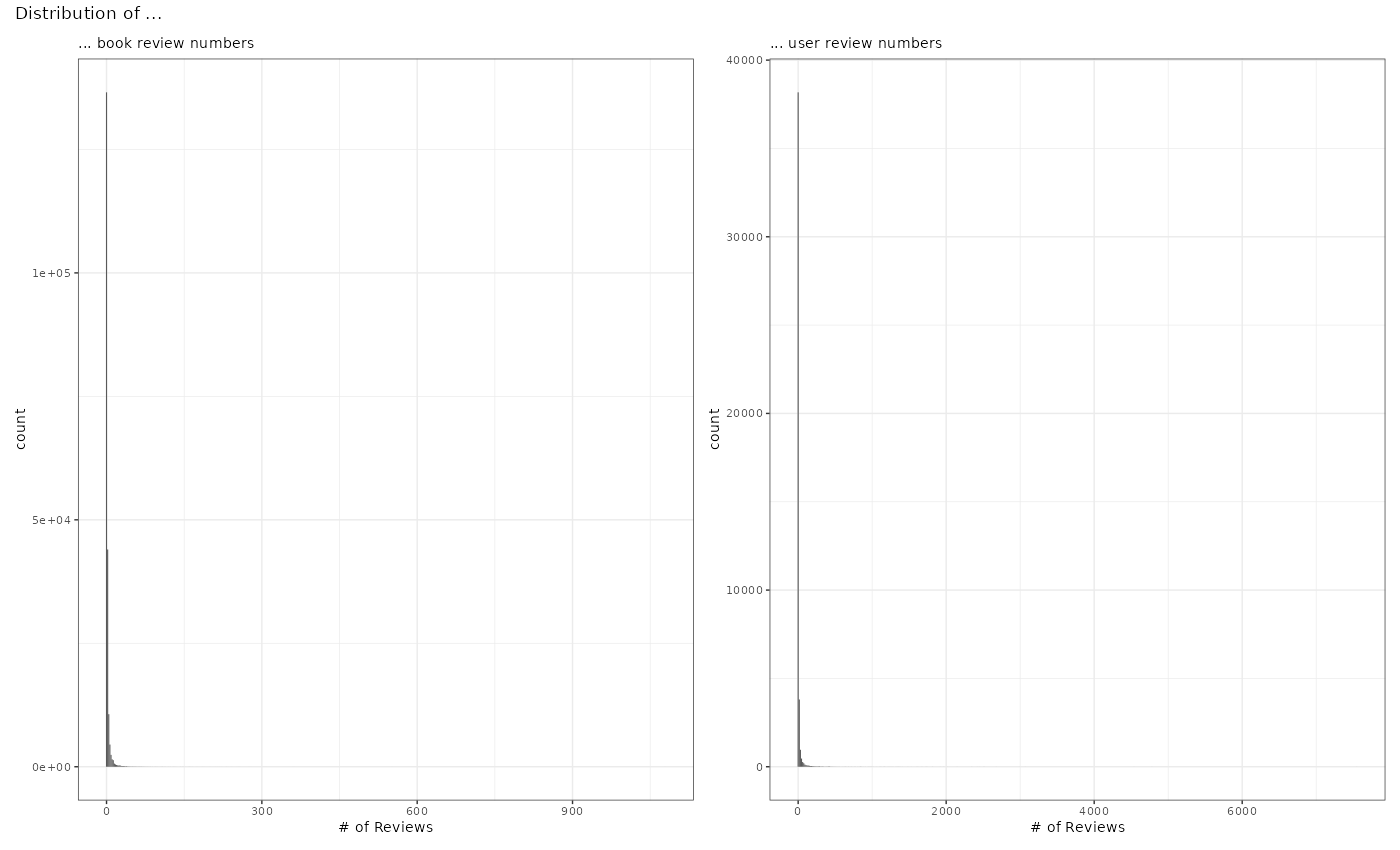 Distribution of ...
... book review numbers
1e+05
5e+04
0e+00
count
0 300 600 900
# of Reviews
... user review numbers
40000
30000
20000
10000
0
count
0 2000 4000 6000
# of Reviews